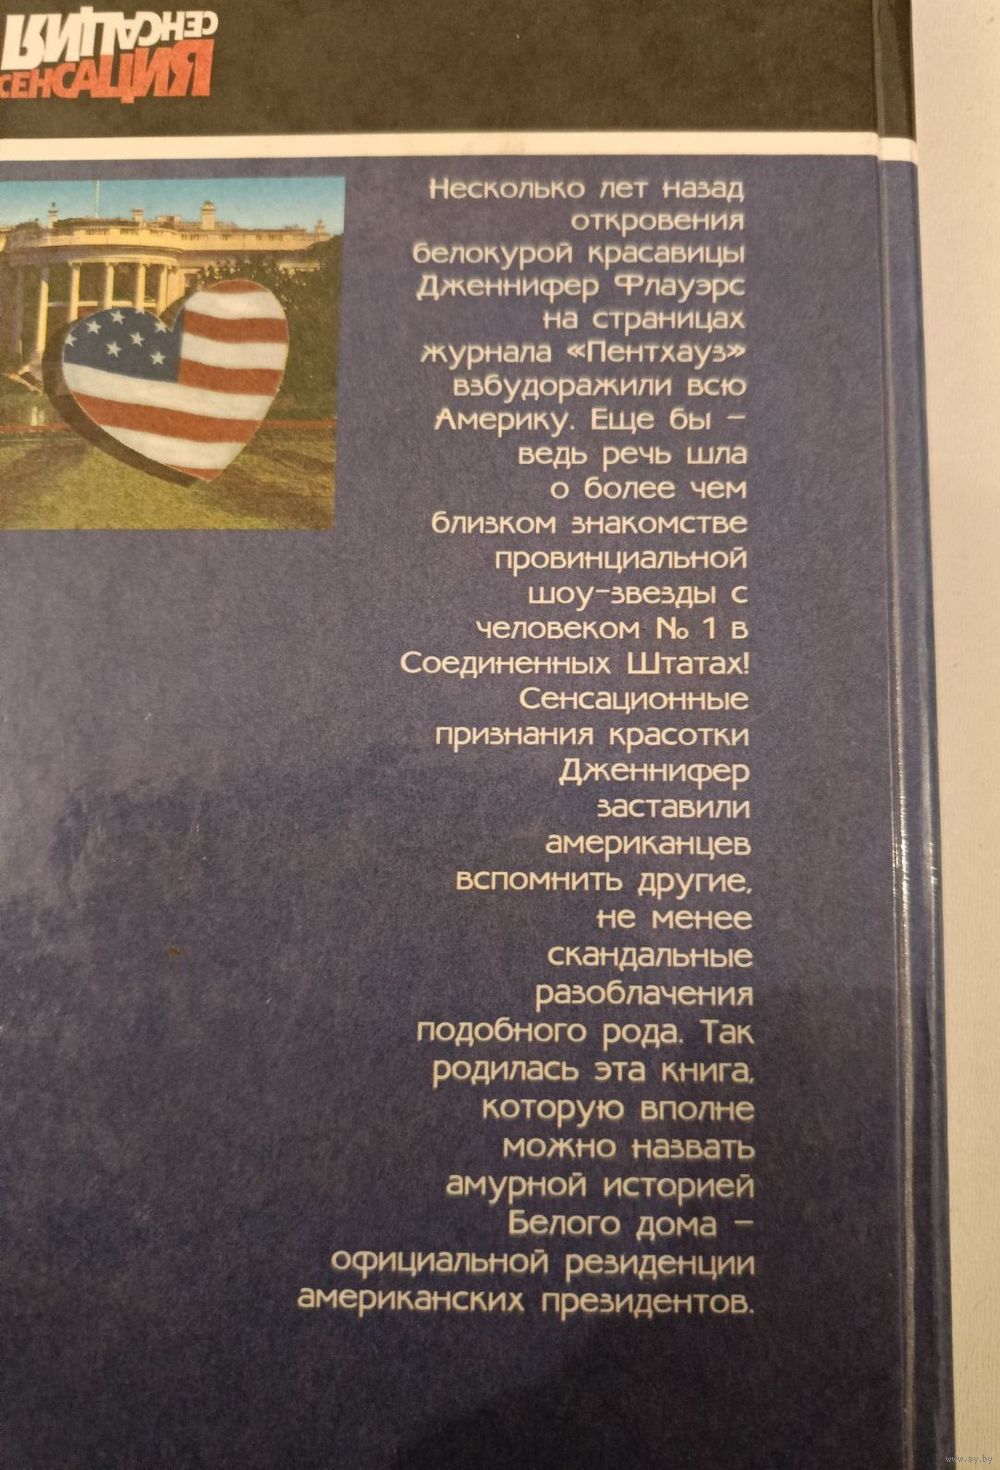 СЕНСАЦИЯ
СЕНСАЦИЯ
Несколько лет назад
откровения
белокурой красавицы
Дженнифер Флауэрс
на страницах
журнала «Пентхауз»
взбудоражили всю
Америку. Еще бы –
ведь речь шла
о более чем
близком знакомстве
провинциальной
шоу-звезды с
человеком № 1 в
Соединенных Штатах!
Сенсационные
признания красотки
Дженнифер
заставили
американцев
вспомнить другие,
не менее
скандальные
разоблачения
подобного рода. Так
родилась эта книга,
которую вполне
можно назвать
амурной историей
Белого дома –
официальной резиденции
американских президентов.
www.ay.by